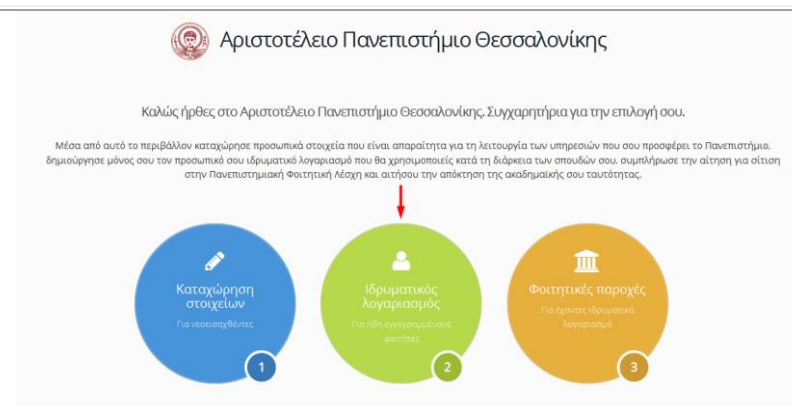 Αριστοτέλειο Πανεπιστήμιο Θεσσαλονίκης
Καλώς ήρθες στο Αριστοτέλειο Πανεπιστήμιο Θεσσαλονίκης. Συγχαρητήρια για την επιλογή σου.
Μέσα από αυτό το περιβάλλον καταχώρησε προσωπικά στοιχεία που είναι απαραίτητα για τη λειτουργία των υπηρεσιών που σου προσφέρει το Πανεπιστήμιο,
δημιούργησε μόνος σου τον προσωπικό σου ιδρυματικό λογαριασμό που θα χρησιμοποιείς κατά τη διάρκεια των σπουδών σου, συμπλήρωσε την αίτηση για σίτιση
στην Πανεπιστημιακή Φοιτητική Λέσχη και αιτήσου την απόκτηση της ακαδημαϊκής σου ταυτότητας.
Καταχώρηση
στοιχείων
Για νεοεισαχθέντες
1
Ιδρυματικός
λογαριασμός
Για ήδη εγγεγραμμένους
φοιτητές
2
Φοιτητικές παροχές
Για έχοντες Ιδρυματικό
λογαριασμό
3